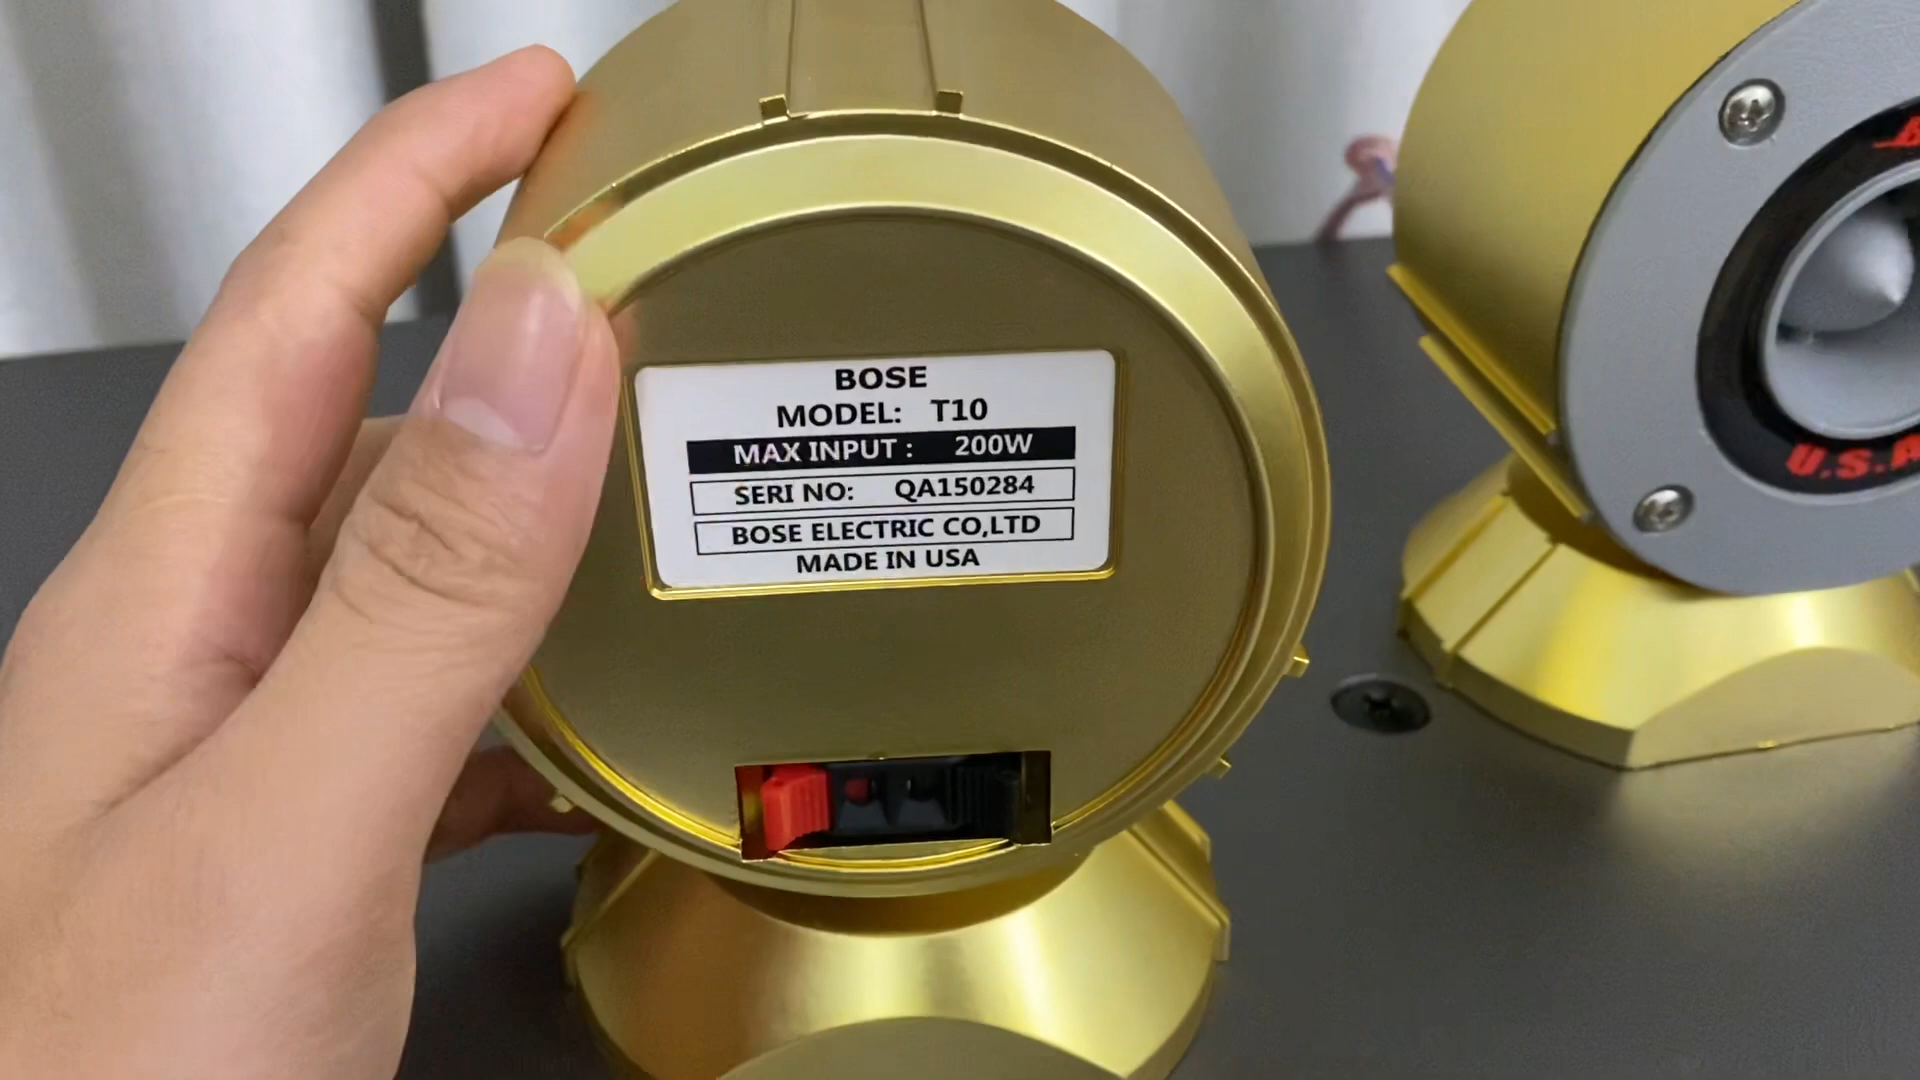 BOSE
MODEL: T10
MAX INPUT : 200W
SERI NO: QA150284
BOSE ELECTRIC CO,LTD
MADE IN USA
U.S.A